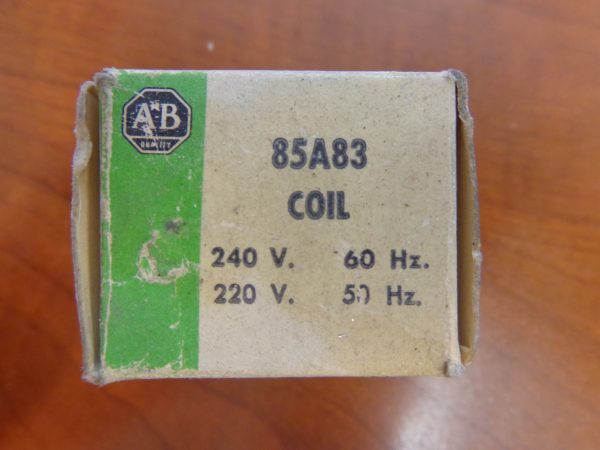 AB
QUALITY
85A83
COIL
240 V. 60 Hz.
220 V. 50 Hz.